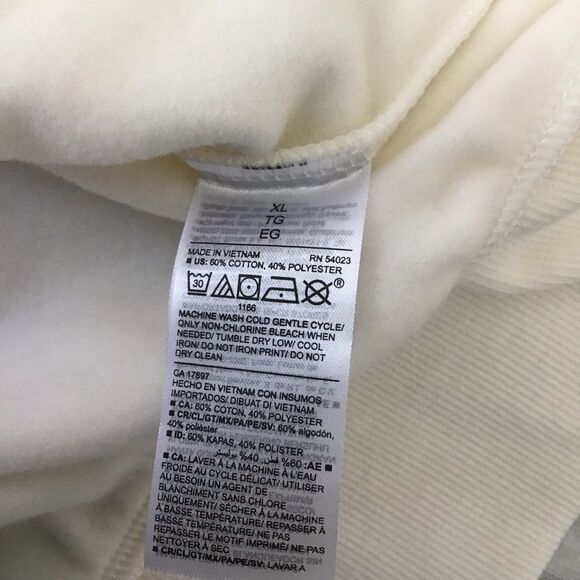 XL
TG
EG
MADE IN VIETNAM RN 54023
■ US: 60% COTTON, 40% POLYESTER
30 ®
1166
MACHINE WASH COLD GENTLE CYCLE/
ONLY NON-CHLORINE BLEACH WHEN
NEEDED/ TUMBLE DRY LOW/ COOL
IRON/ DO NOT IRON PRINT/ DO NOT
DRY CLEAN
CA 17897
HECHO EN VIETNAM CON INSUMOS
IMPORTADOS/ DIBUAT DI VIETNAM
■ CA: 60% COTON, 40% POLYESTER
■ CR/CL/GT/MX/PA/PE/SV: 60% algodón,
40% poliéster
■ ID: 60% KAPAS, 40% POLISTER
■ AE: 60% قطن, 40% بوليستر
■ CA: LAVER À LA MACHINE À L'EAU
FROIDE AU CYCLE DÉLICAT/ UTILISER
AU BESOIN UN AGENT DE
BLANCHIMENT SANS CHLORE
UNIQUEMENT/ SÉCHER À LA MACHINE
À BASSE TEMPÉRATURE/ REPASSER À
BASSE TEMPÉRATURE/ NE PAS
REPASSER LE MOTIF IMPRIMÉ/ NE PAS
NETTOYER À SEC
■ CR/CL/GT/MX/PA/PE/SV: LAVAR A